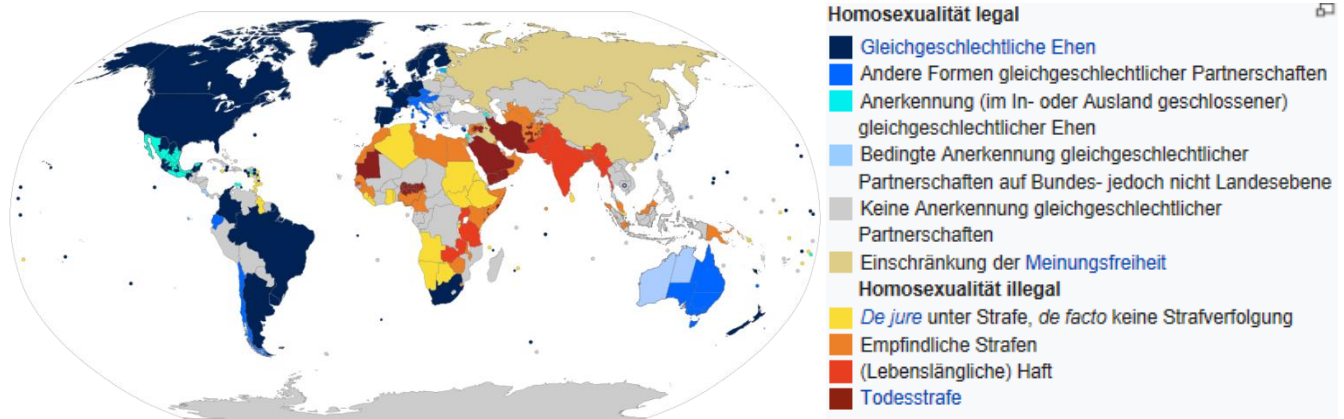 Homosexualität legal
Gleichgeschlechtliche Ehen
Andere Formen gleichgeschlechtlicher Partnerschaften
Anerkennung (im In- oder Ausland geschlossener)
gleichgeschlechtlicher Ehen
Bedingte Anerkennung gleichgeschlechtlicher
Partnerschaften auf Bundes- jedoch nicht Landesebene
Keine Anerkennung gleichgeschlechtlicher
Partnerschaften
Einschränkung der Meinungsfreiheit
Homosexualität illegal
De jure unter Strafe, de facto keine Strafverfolgung
Empfindliche Strafen
(Lebenslängliche) Haft
Todesstrafe